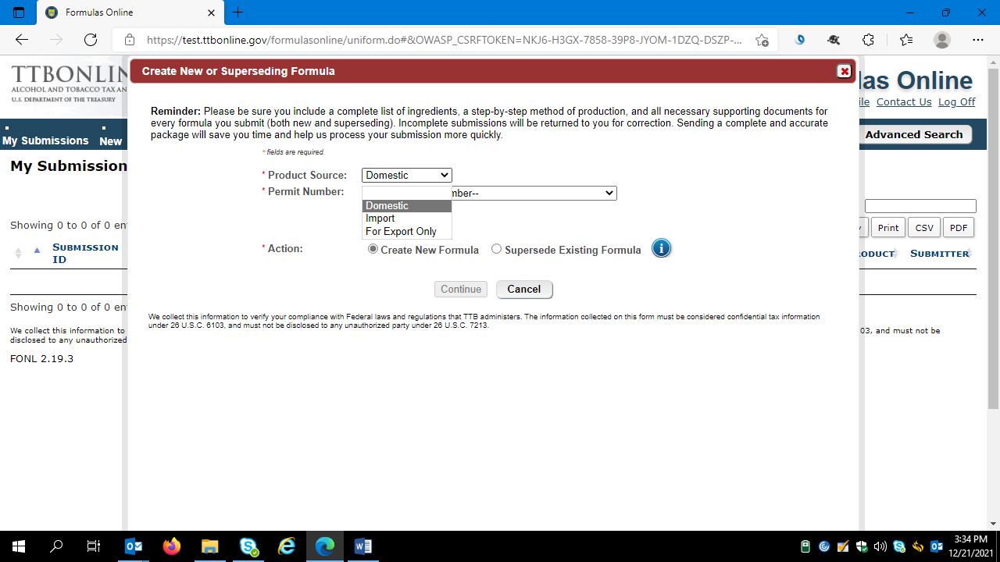 Formulas Online
https://test.ttbonline.gov/formulasonline/uniform.do#&OWASP_CSRFTOKEN=NKJ6-H3GX-7858-39P8-JYOM-1DZQ-DSZP-...
TTBONLIN
ALCOHOL AND TOBACCO TAX AN
U.S. DEPARTMENT OF THE TREASURY
las Online
ile Contact Us Log Off
My Submissions New
Advanced Search
My Submission
Create New or Superseding Formula
Reminder: Please be sure you include a complete list of ingredients, a step-by-step method of production, and all necessary supporting documents for
every formula you submit (both new and superseding). Incomplete submissions will be returned to you for correction. Sending a complete and accurate
package will save you time and help us process your submission more quickly.
* fields are required.
* Product Source: Domestic
* Permit Number: mber--
Domestic
Import
For Export Only
* Action: Create New Formula Supersede Existing Formula
Continue Cancel
We collect this information to verify your compliance with Federal laws and regulations that TTB administers. The information collected on this form must be considered confidential tax information
under 26 U.S.C. 6103, and must not be disclosed to any unauthorized party under 26 U.S.C. 7213.
Showing 0 to 0 of 0 en
Print CSV PDF
Submission
ID
oduct Submitter
Showing 0 to 0 of 0 en
We collect this information to
03, and must not be
disclosed to any unauthorized
FONL 2.19.3
3:34 PM
12/21/2021